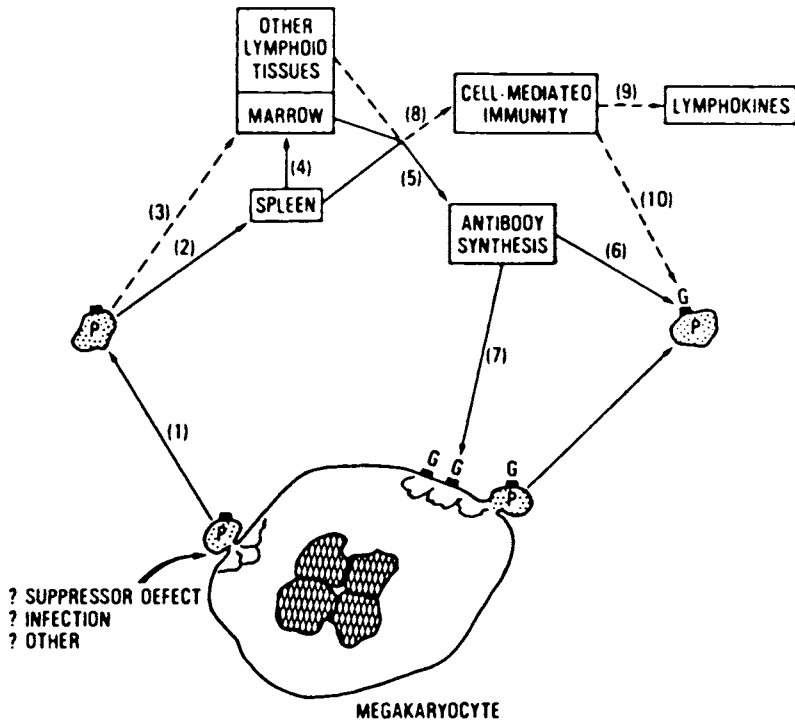 OTHER
LYMPHOID
TISSUES
MARROW
(8)
CELL-MEDIATED
IMMUNITY
(9)
LYMPHOKINES
(4)
(5)
(3)
SPLEEN
(2)
ANTIBODY
SYNTHESIS
(10)
(6)
G
P
P
(7)
(1)
G G
G
P
P
? SUPPRESSOR DEFECT
? INFECTION
? OTHER
MEGAKARYOCYTE